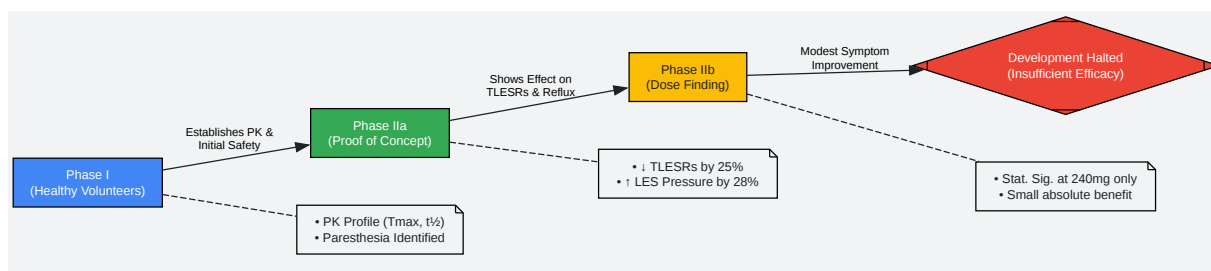 Phase I
(Healthy Volunteers)
Establishes PK &
Initial Safety
• PK Profile (Tmax, t½)
• Paresthesia Identified
Phase IIa
(Proof of Concept)
Shows Effect on
TLESRs & Reflux
• ↓ TLESRs by 25%
• ↑ LES Pressure by 28%
Phase IIb
(Dose Finding)
Modest Symptom
Improvement
• Stat. Sig. at 240mg only
• Small absolute benefit
Development Halted
(Insufficient Efficacy)